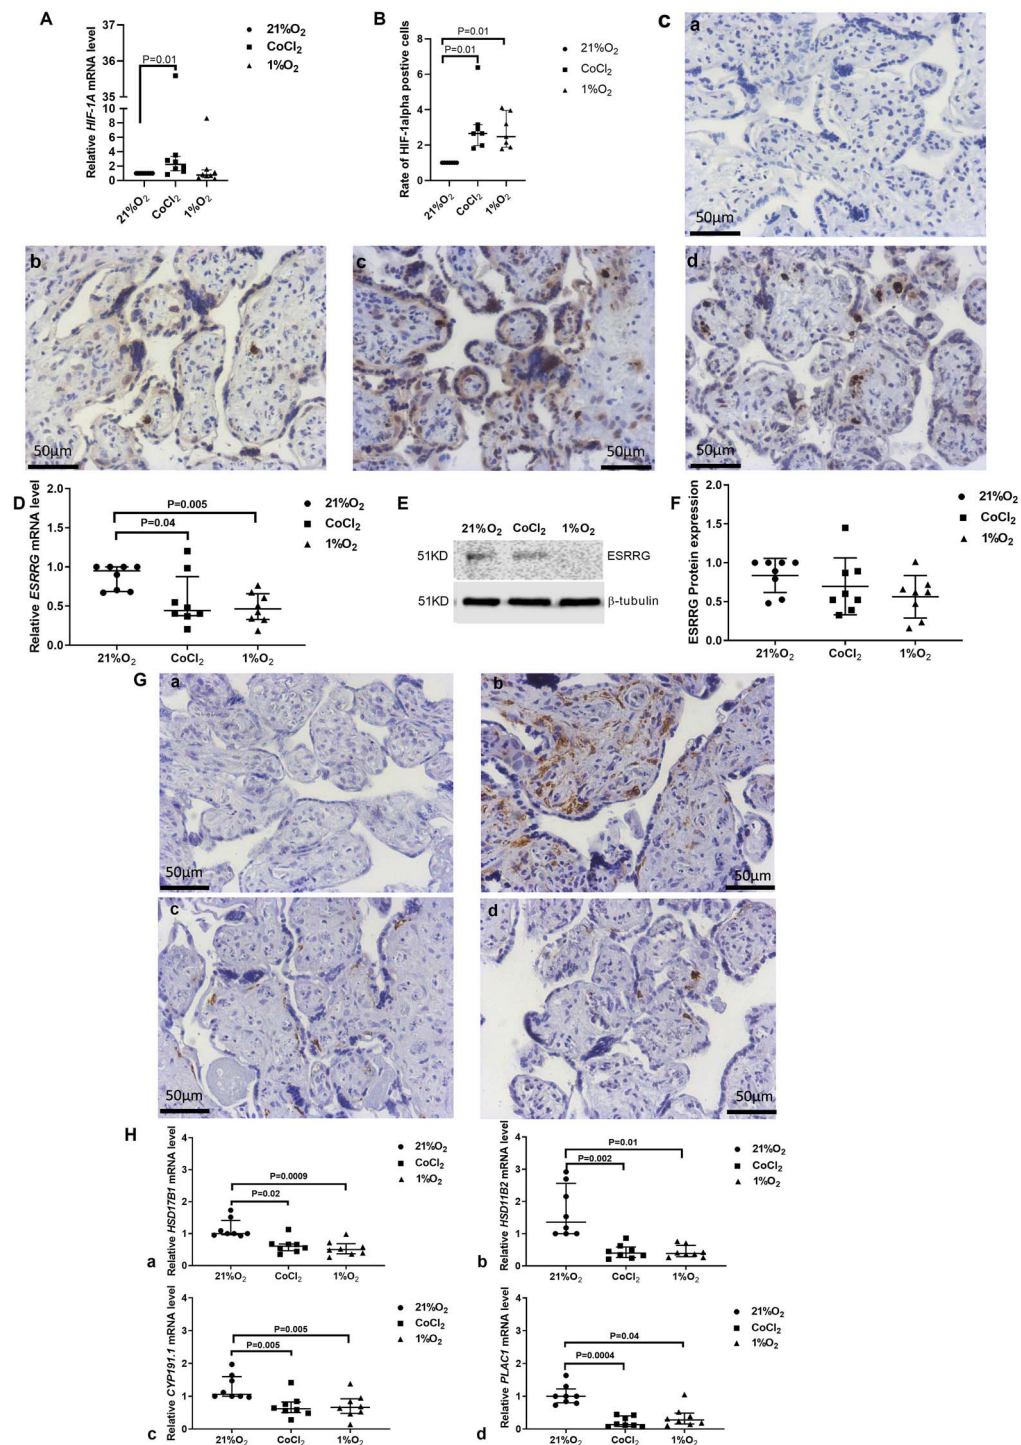 A
Relative HIF-1A mRNA level
37
36
35
10
8
6
4
2
0
P=0.01
21%O2
CoCl2
1%O2
21%O2
CoCl2
1%O2
B
Rate of HIF-1alpha postive cells
8
6
4
2
0
P=0.01
P=0.01
21%O2
CoCl2
1%O2
21%O2
CoCl2
1%O2
C
a
50μm
b
50μm
c
50μm
d
50μm
D
Relative ESRRG mRNA level
2.0
1.5
1.0
0.5
0.0
P=0.005
P=0.04
21%O2
CoCl2
1%O2
21%O2
CoCl2
1%O2
E
21%O2 CoCl2 1%O2
51KD ESRRG
51KD β-tubulin
F
ESRRG Protein expression
2.0
1.5
1.0
0.5
0.0
21%O2
CoCl2
1%O2
21%O2
CoCl2
1%O2
G
a
50μm
b
50μm
c
50μm
d
50μm
H
Relative HSD17B1 mRNA level
4
3
2
1
0
P=0.0009
P=0.02
21%O2
CoCl2
1%O2
21%O2
CoCl2
1%O2
a
Relative HSD11B2 mRNA level
4
3
2
1
0
P=0.01
P=0.002
21%O2
CoCl2
1%O2
21%O2
CoCl2
1%O2
b
Relative CYP191.1 mRNA level
4
3
2
1
0
P=0.005
P=0.005
21%O2
CoCl2
1%O2
21%O2
CoCl2
1%O2
c
Relative PLAC1 mRNA level
4
3
2
1
0
P=0.04
P=0.0004
21%O2
CoCl2
1%O2
21%O2
CoCl2
1%O2
d